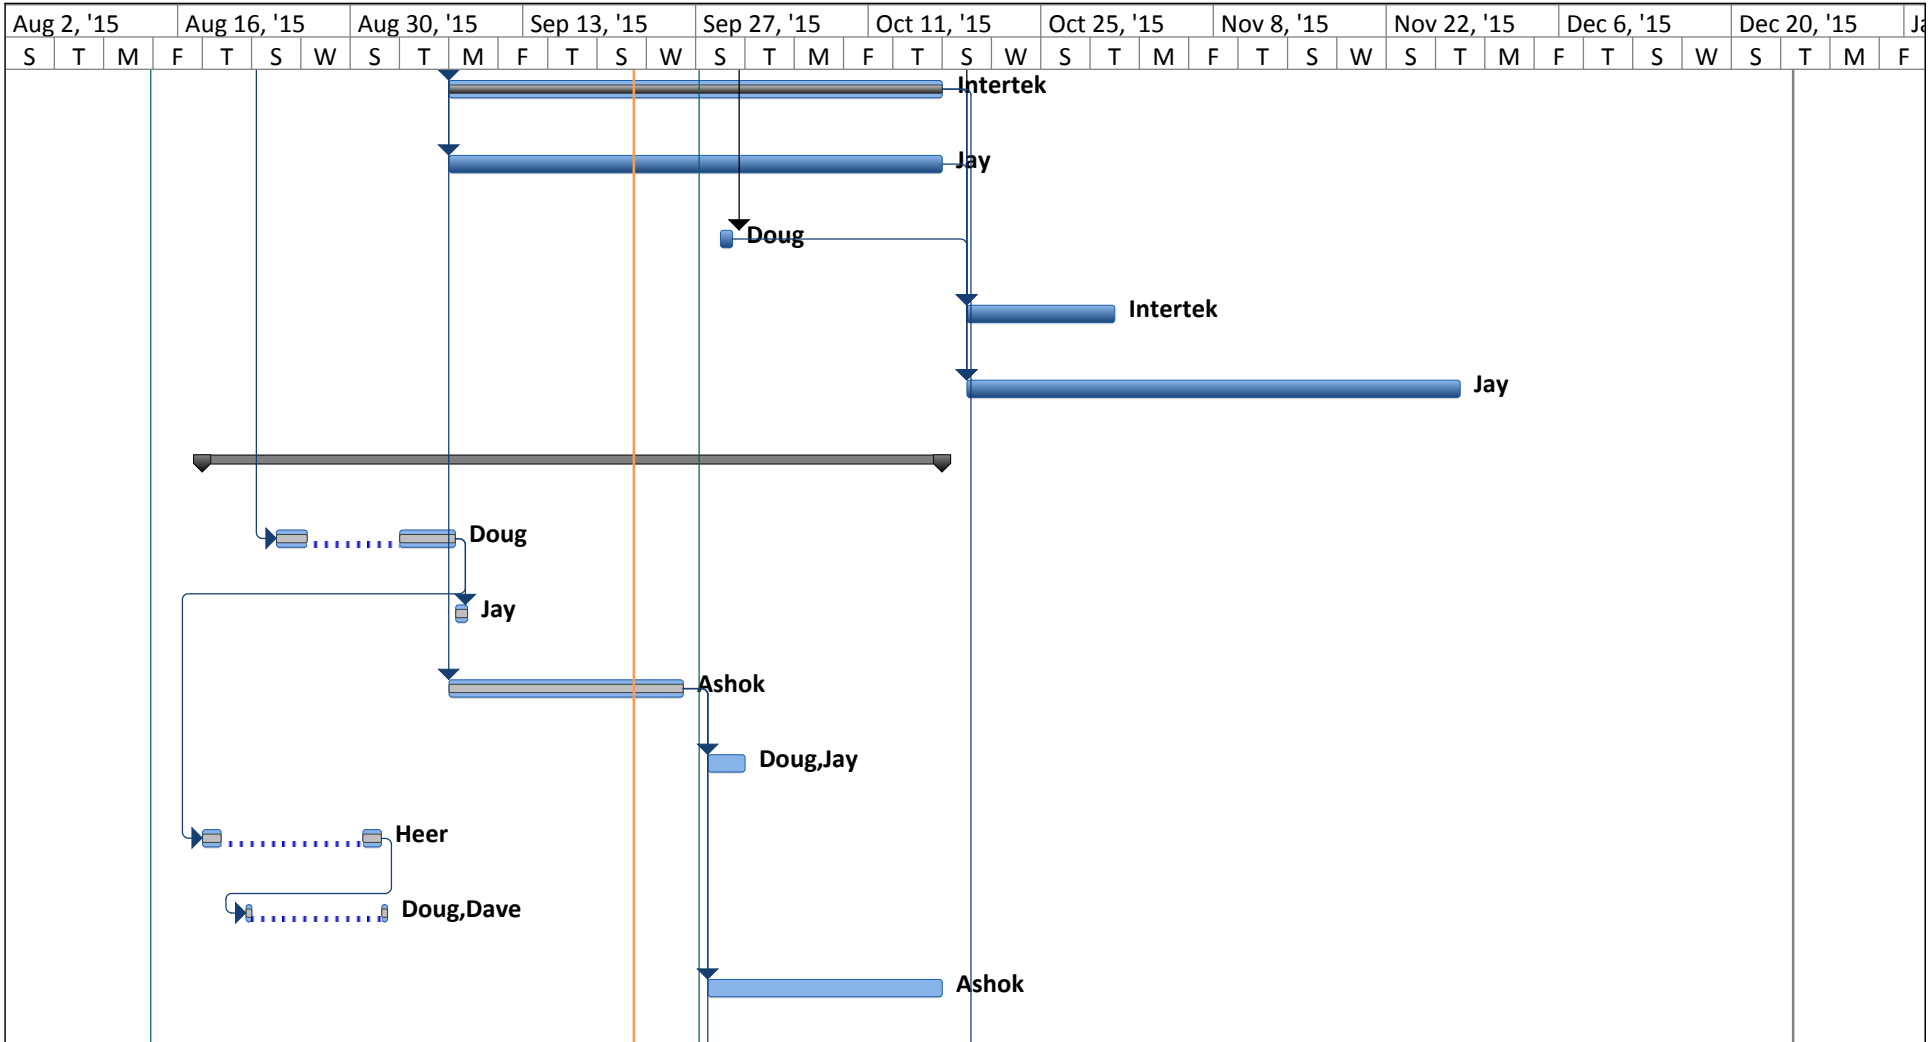 Aug 2, '15 Aug 16, '15 Aug 30, '15 Sep 13, '15 Sep 27, '15 Oct 11, '15 Oct 25, '15 Nov 8, '15 Nov 22, '15 Dec 6, '15 Dec 20, '15
S T M F T S W S T M F T S W S T M F T S W S T M F T S W S T M F T S W S T M F
Intertek
Jay
Doug
Intertek
Jay
Doug
Jay
Ashok
Doug,Jay
Heer
Doug,Dave
Ashok